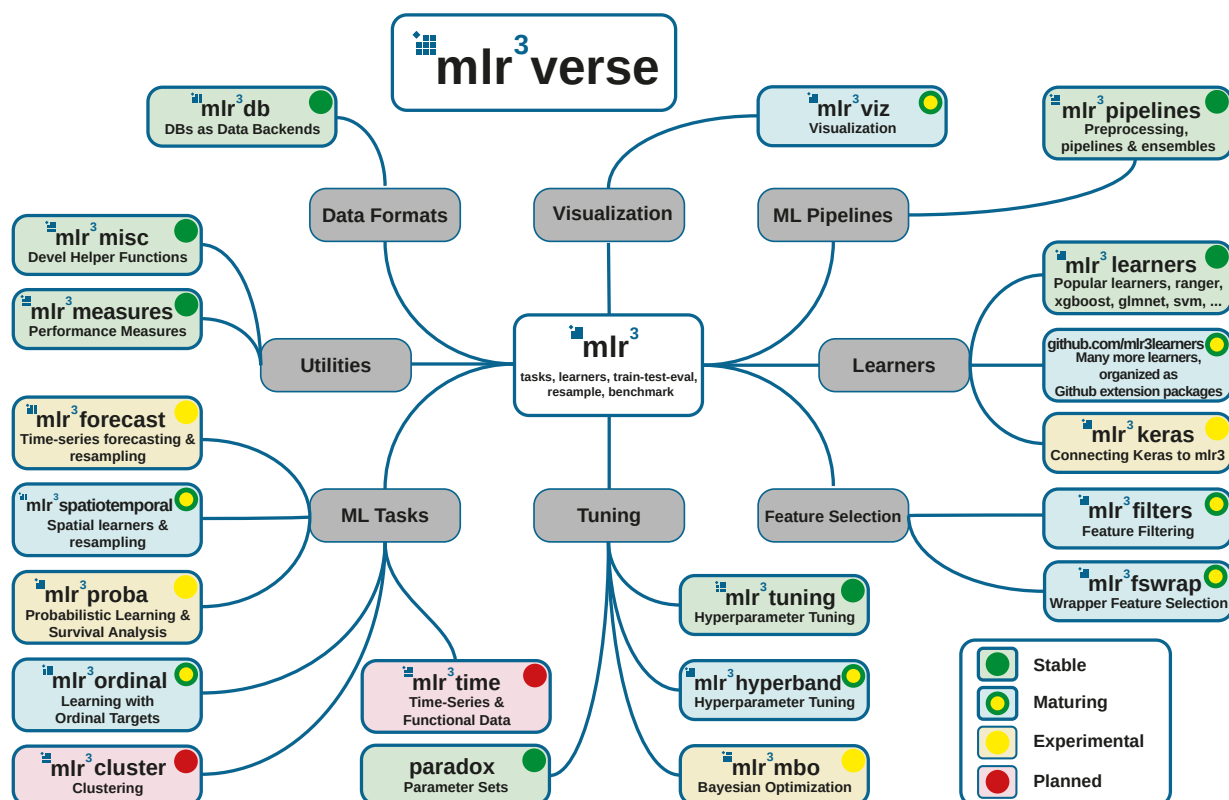 mlr3verse
mlr3db
DBs as Data Backends
mlr3viz
Visualization
mlr3pipelines
Preprocessing,
pipelines & ensembles
Data Formats
Visualization
ML Pipelines
mlr3misc
Devel Helper Functions
mlr3measures
Performance Measures
Utilities
mlr3
tasks, learners, train-test-eval,
resample, benchmark
Learners
mlr3learners
Popular learners, ranger,
xgboost, glmnet, svm, ...
github.com/mlr3learners
Many more learners,
organized as
Github extension packages
mlr3keras
Connecting Keras to mlr3
mlr3forecast
Time-series forecasting &
resampling
mlr3spatiotemporal
Spatial learners &
resampling
mlr3proba
Probabilistic Learning &
Survival Analysis
mlr3ordinal
Learning with
Ordinal Targets
mlr3cluster
Clustering
ML Tasks
Tuning
Feature Selection
mlr3filters
Feature Filtering
mlr3fswrap
Wrapper Feature Selection
mlr3time
Time-Series &
Functional Data
paradox
Parameter Sets
mlr3tuning
Hyperparameter Tuning
mlr3hyperband
Hyperparameter Tuning
mlr3mbo
Bayesian Optimization
Stable
Maturing
Experimental
Planned